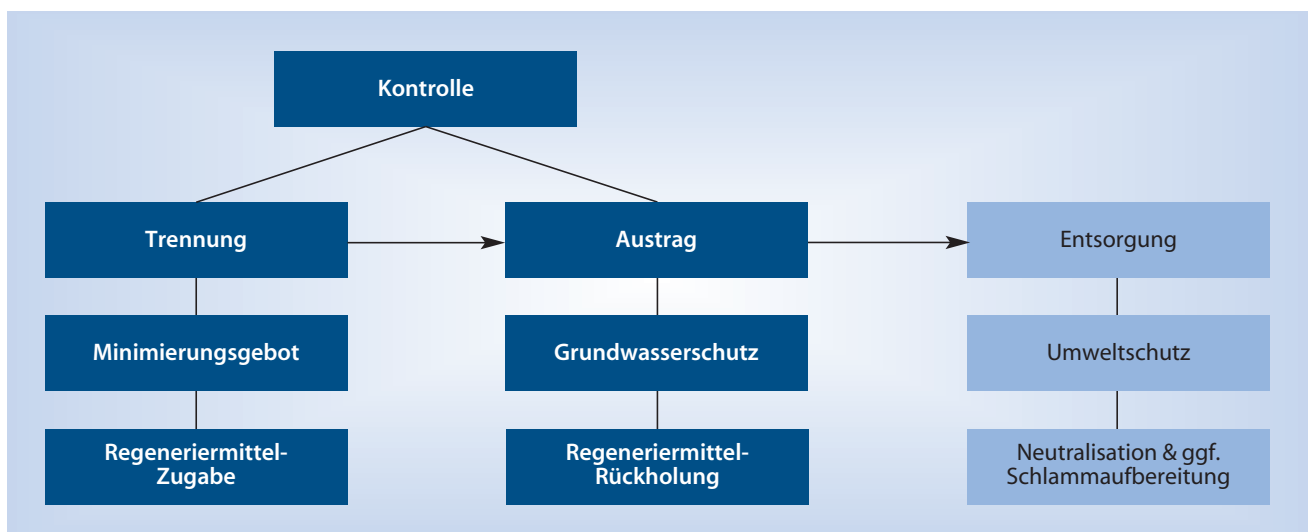 Kontrolle
Trennung
Austrag
Entsorgung
Minimierungsgebot
Grundwasserschutz
Umweltschutz
Regeneriermittel-
Zugabe
Regeneriermittel-
Rückholung
Neutralisation & ggf.
Schlammaufbereitung